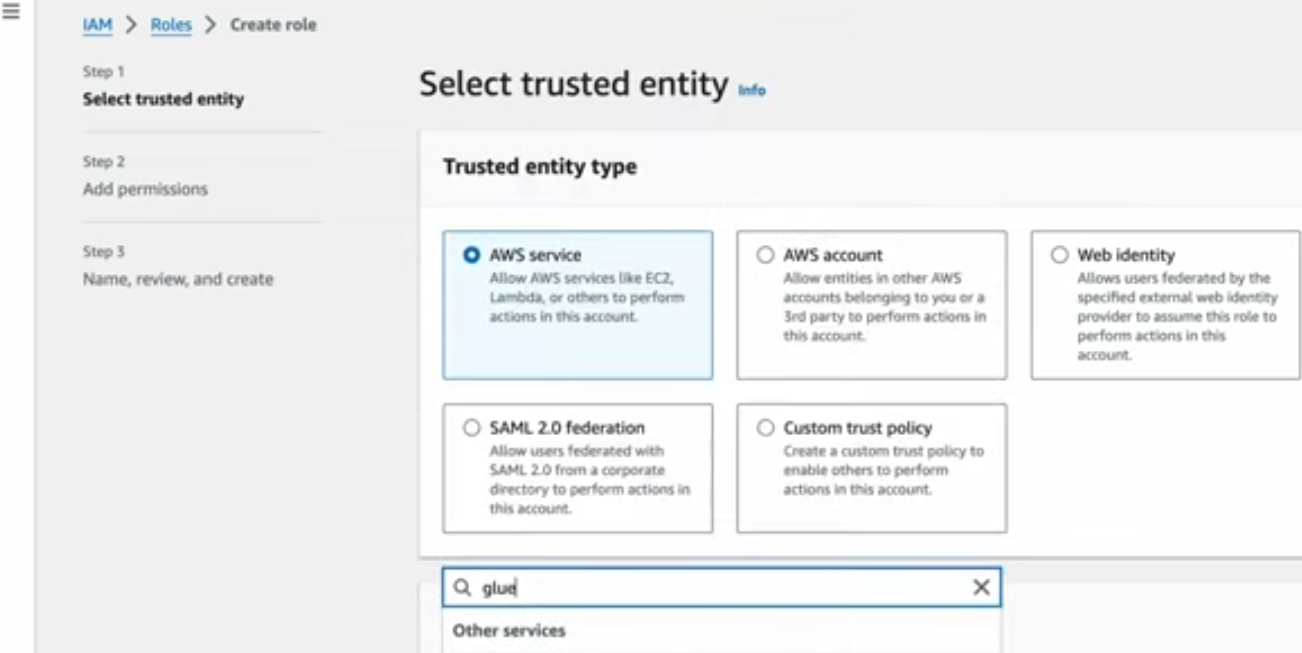 IAM > Roles > Create role
Step 1
Select trusted entity
Step 2
Add permissions
Step 3
Name, review, and create
Select trusted entity Info
Trusted entity type
AWS service
Allow AWS services like EC2,
Lambda, or others to perform
actions in this account.
AWS account
Allow entities in other AWS
accounts belonging to you or a
3rd party to perform actions in
this account.
Web identity
Allows users federated by the
specified external web identity
provider to assume this role to
perform actions in this
account.
SAML 2.0 federation
Allow users federated with
SAML 2.0 from a corporate
directory to perform actions in
this account.
Custom trust policy
Create a custom trust policy to
enable others to perform
actions in this account.
glue
Other services